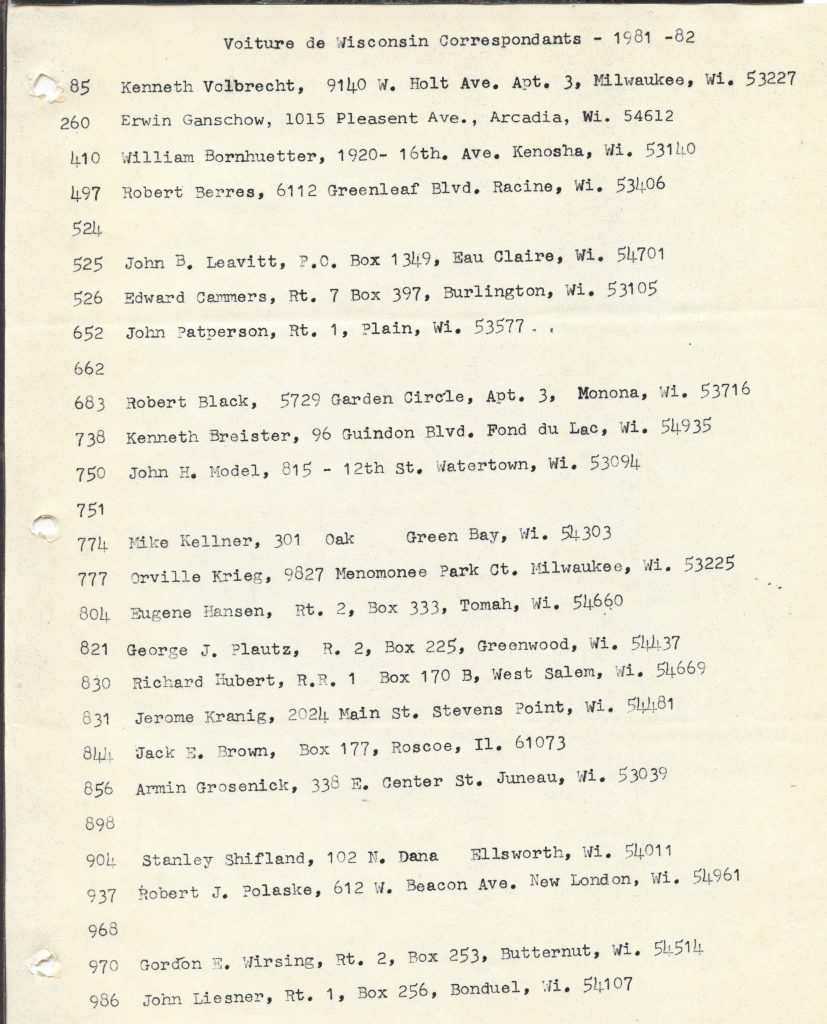 Voiture de Wisconsin Correspondants - 1981 -82
85 Kenneth Volbrecht, 9140 W. Holt Ave. Apt. 3, Milwaukee, Wi. 53227
260 Erwin Ganschow, 1015 Pleasent Ave., Arcadia, Wi. 54612
410 William Bornhuetter, 1920- 16th. Ave. Kenosha, Wi. 53140
497 Robert Berres, 6112 Greenleaf Blvd. Racine, Wi. 53406
524
525 John B. Leavitt, P.O. Box 1349, Eau Claire, Wi. 54701
526 Edward Cammers, Rt. 7 Box 397, Burlington, Wi. 53105
652 John Patperson, Rt. 1, Plain, Wi. 53577
662
683 Robert Black, 5729 Garden Circle, Apt. 3, Monona, Wi. 53716
738 Kenneth Breister, 96 Guindon Blvd. Fond du Lac, Wi. 54935
750 John H. Model, 815 - 12th St. Watertown, Wi. 53094
751
774 Mike Kellner, 301 Oak Green Bay, Wi. 54303
777 Orville Krieg, 9827 Menomonee Park Ct. Milwaukee, Wi. 53225
804 Eugene Hansen, Rt. 2, Box 333, Tomah, Wi. 54660
821 George J. Plautz, R. 2, Box 225, Greenwood, Wi. 54437
830 Richard Hubert, R.R. 1 Box 170 B, West Salem, Wi. 54669
831 Jerome Kranig, 2024 Main St. Stevens Point, Wi. 54481
844 Jack E. Brown, Box 177, Roscoe, Il. 61073
856 Armin Grosenick, 338 E. Center St. Juneau, Wi. 53039
898
904 Stanley Shifland, 102 N. Dana Ellsworth, Wi. 54011
937 Robert J. Polaske, 612 W. Beacon Ave. New London, Wi. 54961
968
970 Gordon E. Wirsing, Rt. 2, Box 253, Butternut, Wi. 54514
986 John Liesner, Rt. 1, Box 256, Bonduel, Wi. 54107